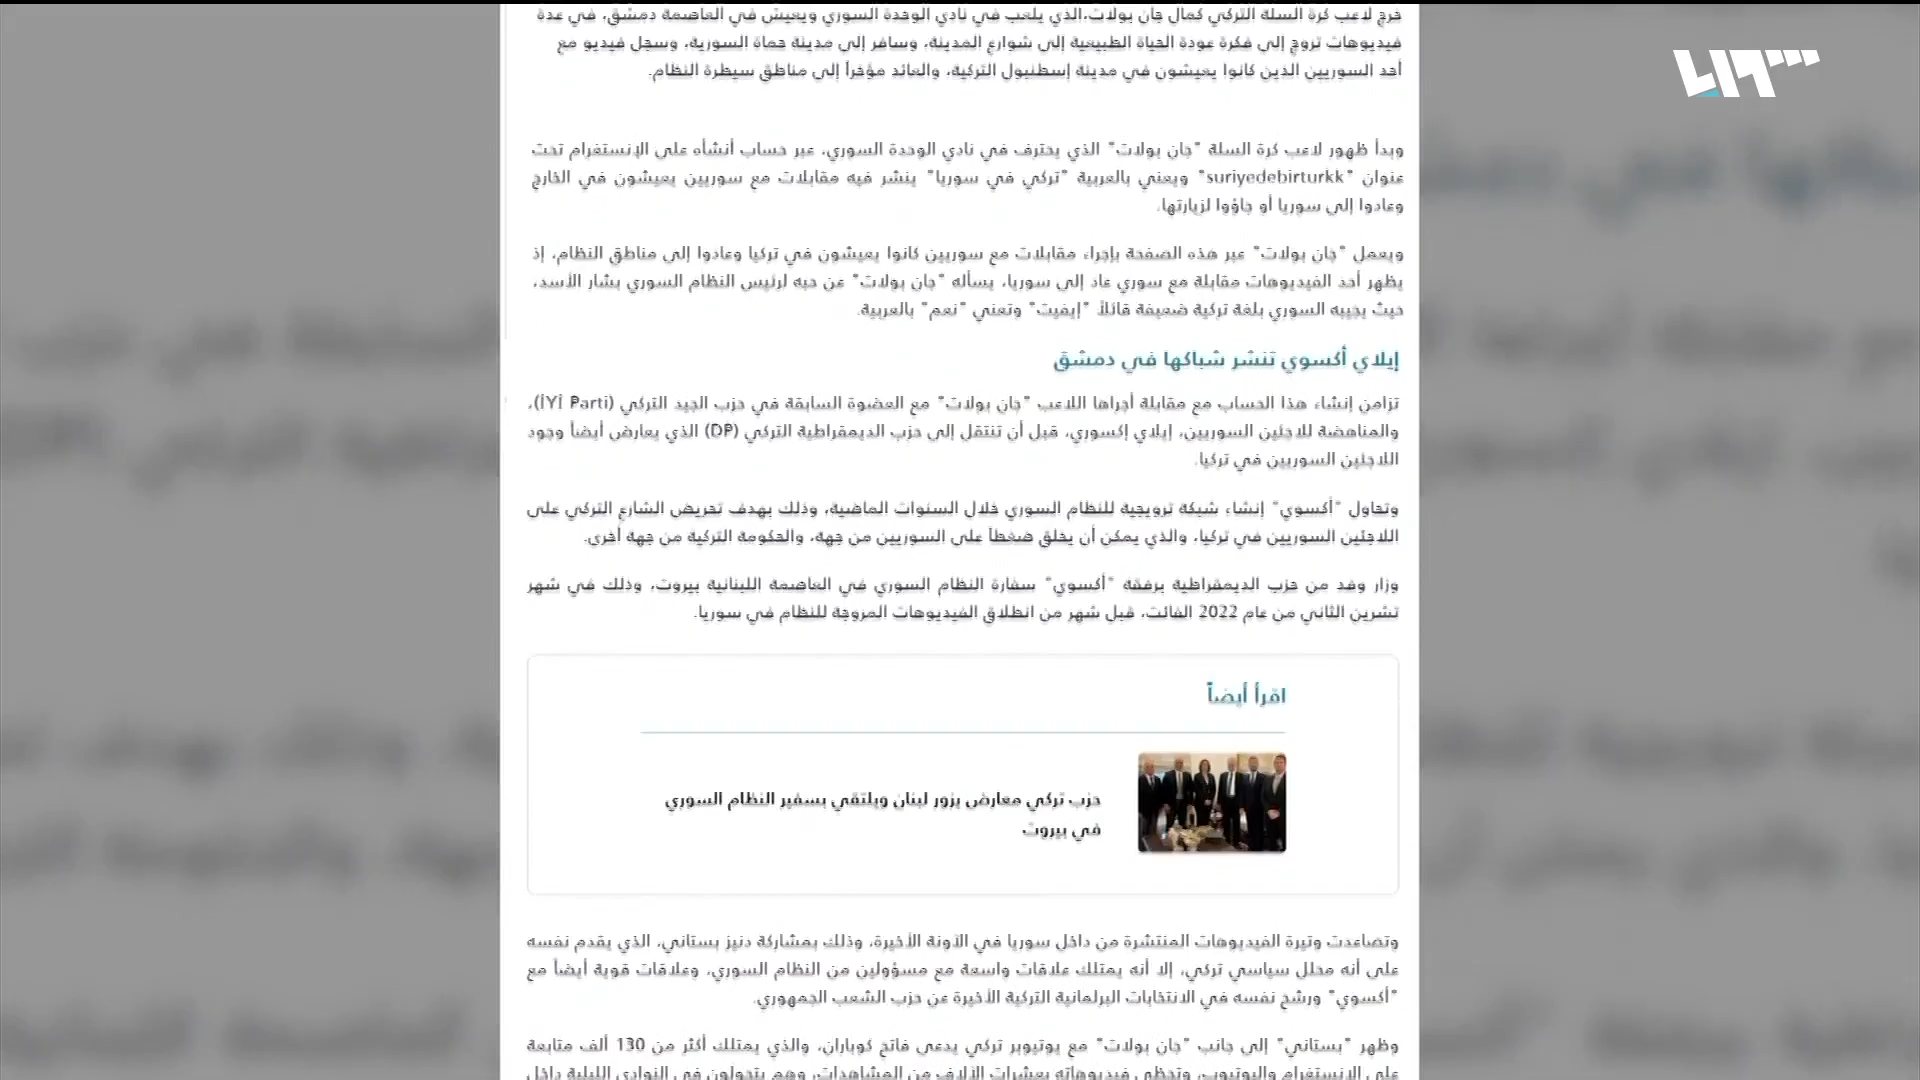 خرج لاعب كرة السلة التركي كمال جان بولات،الذي يلعب في نادي الوحدة السوري ويعيش في العاصمة دمشق، في عدة
فيديوهات تروج إلى فكرة عودة الحياة الطبيعية إلى شوارع المدينة، وسافر إلى مدينة حماة السورية، وسجل فيديو مع
أحد السوريين الذين كانوا يعيشون في مدينة إسطنبول التركية، والعائد مؤخراً إلى مناطق سيطرة النظام.
وبدأ ظهور لاعب كرة السلة "جان بولات" الذي يحترف في نادي الوحدة السوري، عبر حساب أنشأه على الإنستغرام تحت
عنوان "suriyedebirturkk" ويعني بالعربية "تركي في سوريا" ينشر فيه مقابلات مع سوريين يعيشون في الخارج
وعادوا إلى سوريا أو جاؤوا لزيارتها.
ويعمل "جان بولات" عبر هذه الصفحة بإجراء مقابلات مع سوريين كانوا يعيشون في تركيا وعادوا إلى مناطق النظام، إذ
يظهر أحد الفيديوهات مقابلة مع سوري عاد إلى سوريا، يسأله "جان بولات" عن حبه لرئيس النظام السوري بشار الأسد،
حيث يجيبه السوري بلغة تركية ضعيفة قائلاً "إيفيت" وتعني "نعم" بالعربية.
إيلاي أكسوي تنشر شباكها في دمشق
تزامن إنشاء هذا الحساب مع مقابلة أجراها اللاعب "جان بولات" مع العضوة السابقة في حزب الجيد التركي (İYİ Parti)،
والمناهضة للاجئين السوريين، إيلاي إكسوري، قبل أن تنتقل إلى حزب الديمقراطية التركي (DP) الذي يعارض أيضاً وجود
اللاجئين السوريين في تركيا.
وتحاول "أكسوي" إنشاء شبكة ترويجية للنظام السوري خلال السنوات الماضية، وذلك بهدف تحريض الشارع التركي على
اللاجئين السوريين في تركيا، والذي يمكن أن يخلق ضغطاً على السوريين من جهة، والحكومة التركية من جهة أخرى.
وزار وفد من حزب الديمقراطية برفقة "أكسوي" سفارة النظام السوري في العاصمة اللبنانية بيروت، وذلك في شهر
تشرين الثاني من عام 2022 الفائت، قبل شهر من انطلاق الفيديوهات المروجة للنظام في سوريا.
اقرأ أيضاً
حزب تركي معارض يزور لبنان ويلتقي بسفير النظام السوري
في بيروت
وتصاعدت وتيرة الفيديوهات المنتشرة من داخل سوريا في الآونة الأخيرة، وذلك بمشاركة دنيز بستاني، الذي يقدم نفسه
على أنه محلل سياسي تركي، إلا أنه يمتلك علاقات واسعة مع مسؤولين من النظام السوري، وعلاقات قوية أيضاً مع
"أكسوي" ورشح نفسه في الانتخابات البرلمانية التركية الأخيرة عن حزب الشعب الجمهوري.
وظهر "بستاني" إلى جانب "جان بولات" مع يوتيوبر تركي يدعى فاتح كوباران، والذي يمتلك أكثر من 130 ألف متابعة
على الإنستغرام واليوتيوب، وتحظى فيديوهاته بعشرات الآلاف من المشاهدات، وهم يتجولون في النوادي الليلية داخل